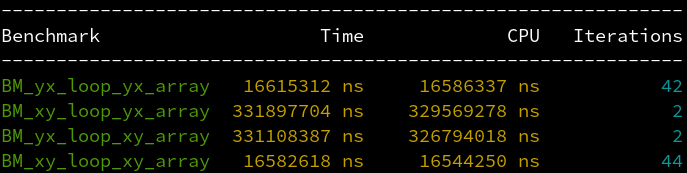 -------------------------------------------------------------
Benchmark Time CPU Iterations
-------------------------------------------------------------
BM_yx_loop_yx_array 16615312 ns 16586337 ns 42
BM_xy_loop_yx_array 331897704 ns 329569278 ns 2
BM_yx_loop_xy_array 331108387 ns 326794018 ns 2
BM_xy_loop_xy_array 16582618 ns 16544250 ns 44